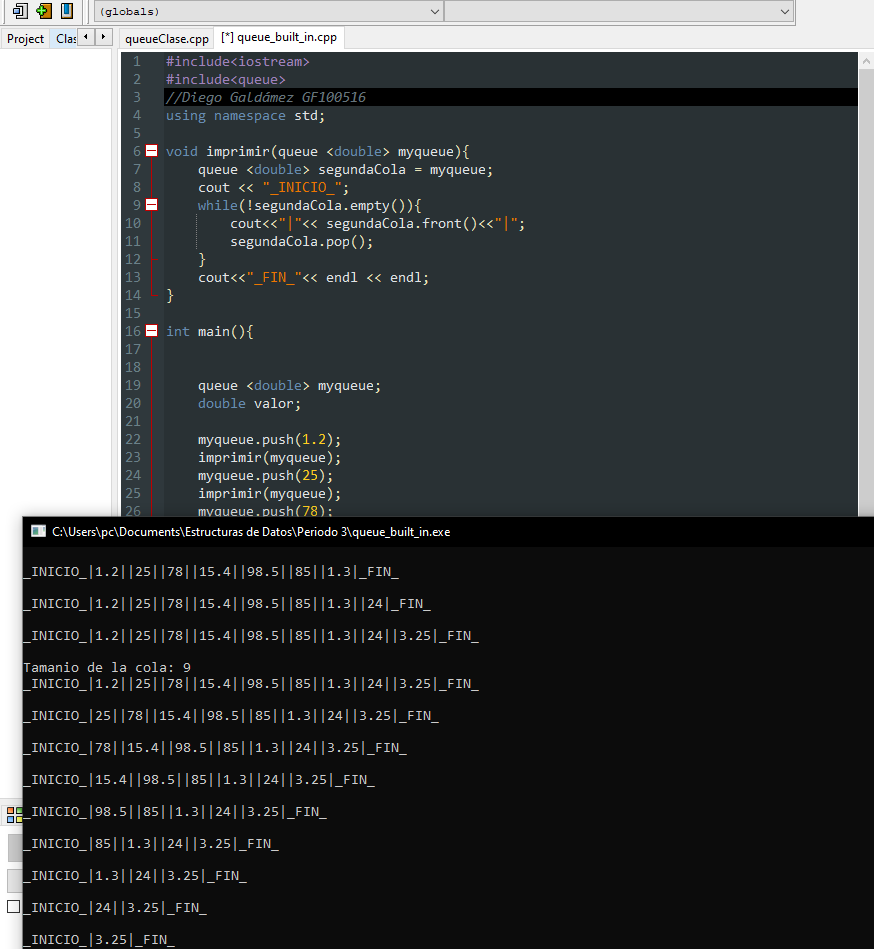 (globals)
Project Clas queueClase.cpp [*] queue_built_in.cpp
1 #include<iostream>
2 #include<queue>
3 //Diego Galdámez GF100516
4 using namespace std;
5
6 void imprimir(queue <double> myqueue){
7 queue <double> segundaCola = myqueue;
8 cout << "_INICIO_";
9 while(!segundaCola.empty()){
10 cout<<"|"<< segundaCola.front()<<"|";
11 segundaCola.pop();
12 }
13 cout<<"_FIN_"<< endl << endl;
14 }
15
16 int main(){
17
18
19 queue <double> myqueue;
20 double valor;
21
22 myqueue.push(1.2);
23 imprimir(myqueue);
24 myqueue.push(25);
25 imprimir(myqueue);
26 myqueue.push(78);
C:\Users\pc\Documents\Estructuras de Datos\Periodo 3\queue_built_in.exe
_INICIO_|1.2||25||78||15.4||98.5||85||1.3|_FIN_
_INICIO_|1.2||25||78||15.4||98.5||85||1.3||24|_FIN_
_INICIO_|1.2||25||78||15.4||98.5||85||1.3||24||3.25|_FIN_
Tamanio de la cola: 9
_INICIO_|1.2||25||78||15.4||98.5||85||1.3||24||3.25|_FIN_
_INICIO_|25||78||15.4||98.5||85||1.3||24||3.25|_FIN_
_INICIO_|78||15.4||98.5||85||1.3||24||3.25|_FIN_
_INICIO_|15.4||98.5||85||1.3||24||3.25|_FIN_
_INICIO_|98.5||85||1.3||24||3.25|_FIN_
_INICIO_|85||1.3||24||3.25|_FIN_
_INICIO_|1.3||24||3.25|_FIN_
_INICIO_|24||3.25|_FIN_
_INICIO_|3.25|_FIN_